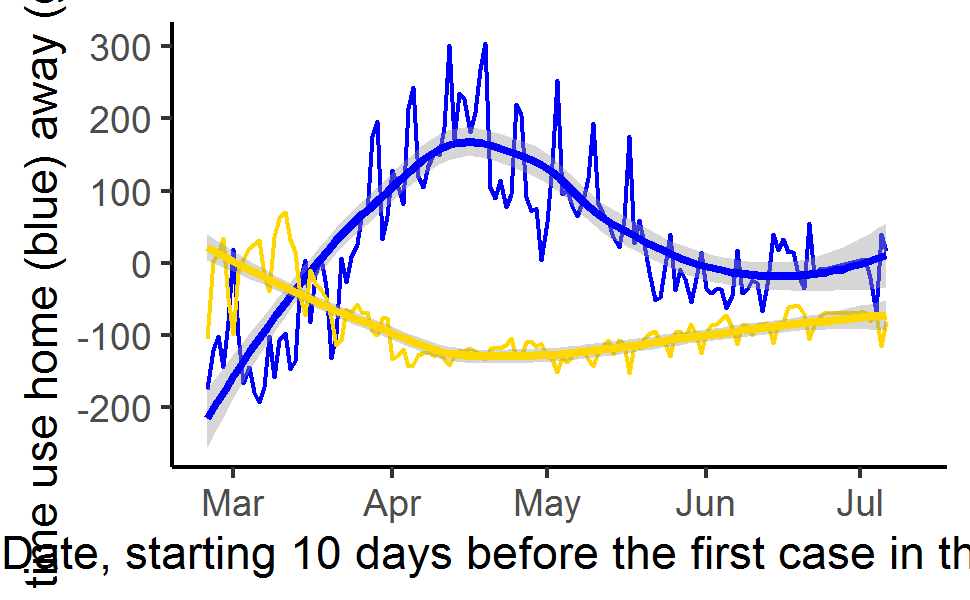 time use home (blue) away (
300
200
100
0
-100
-200
Mar Apr May Jun Jul
Date, starting 10 days before the first case in th